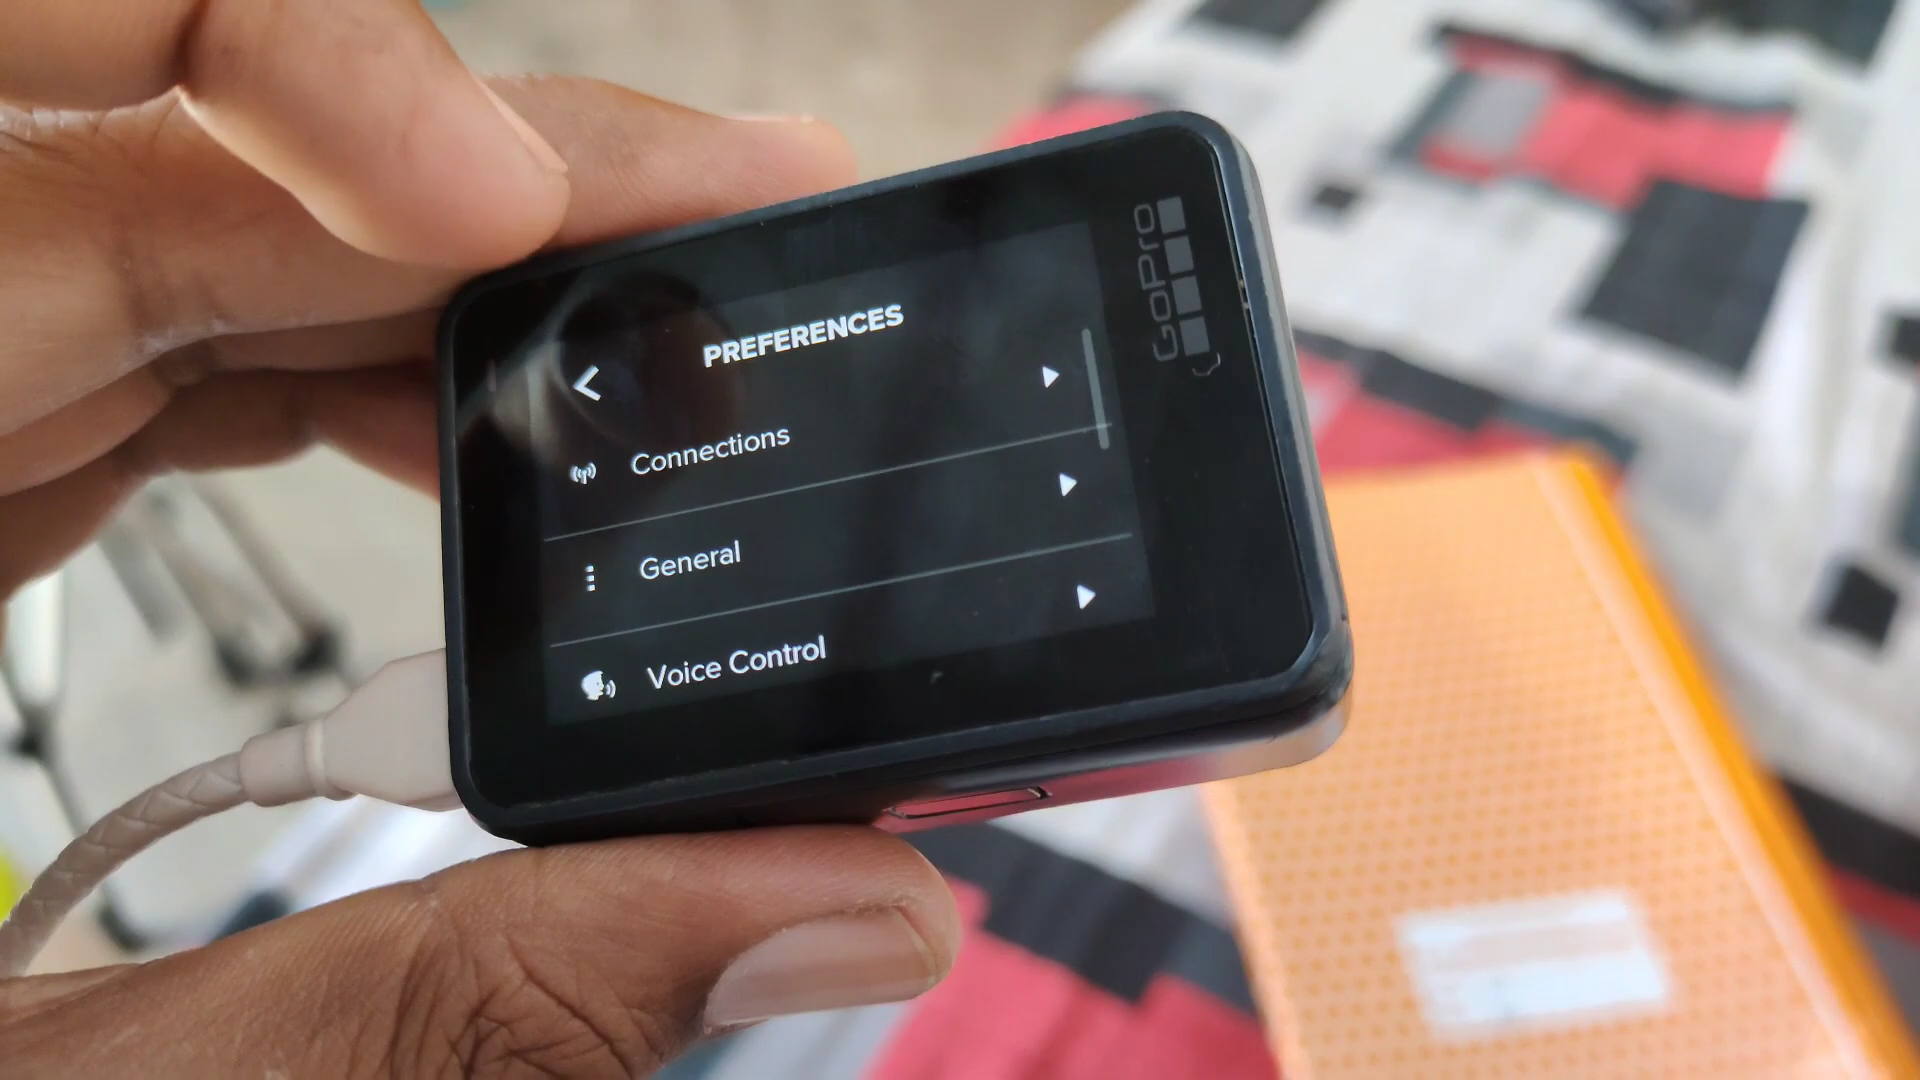 PREFERENCES
Connections
General
Voice Control
GoPro